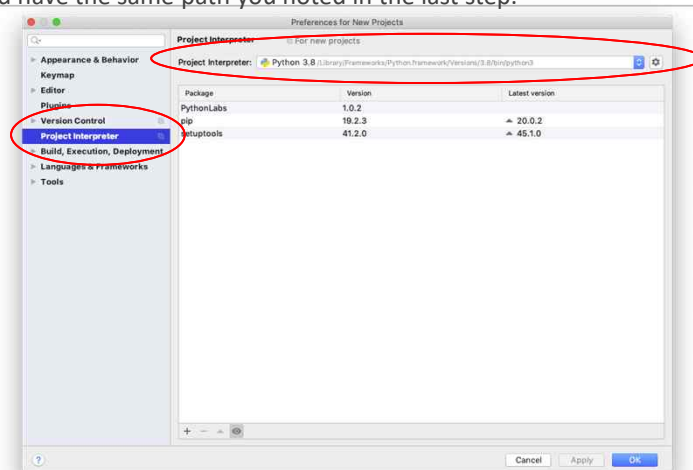 d have the same path you noted in the last step.
Preferences for New Projects
Project Interpreter For new projects
Appearance & Behavior
Keymap
Editor
Plugins
Version Control
Project Interpreter
Build, Execution, Deployment
Languages & Frameworks
Tools
Project Interpreter: Python 3.8 /Library/Frameworks/Python.framework/Versions/3.8/bin/python3
Package Version Latest version
PythonLabs 1.0.2
pip 19.2.3 20.0.2
setuptools 41.2.0 45.1.0
? Cancel Apply OK